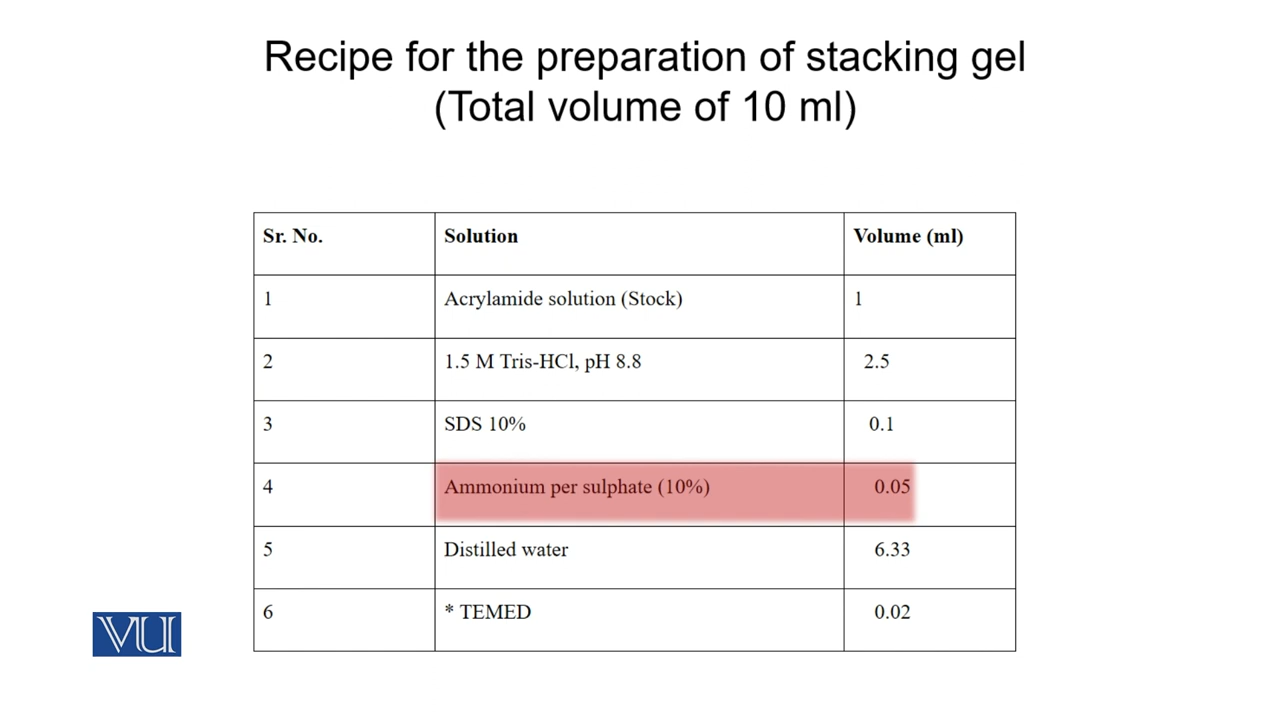 Recipe for the preparation of stacking gel
(Total volume of 10 ml)
Sr. No. Solution Volume (ml)
1 Acrylamide solution (Stock) 1
2 1.5 M Tris-HCl, pH 8.8 2.5
3 SDS 10% 0.1
4 Ammonium per sulphate (10%) 0.05
5 Distilled water 6.33
6 * TEMED 0.02
VU